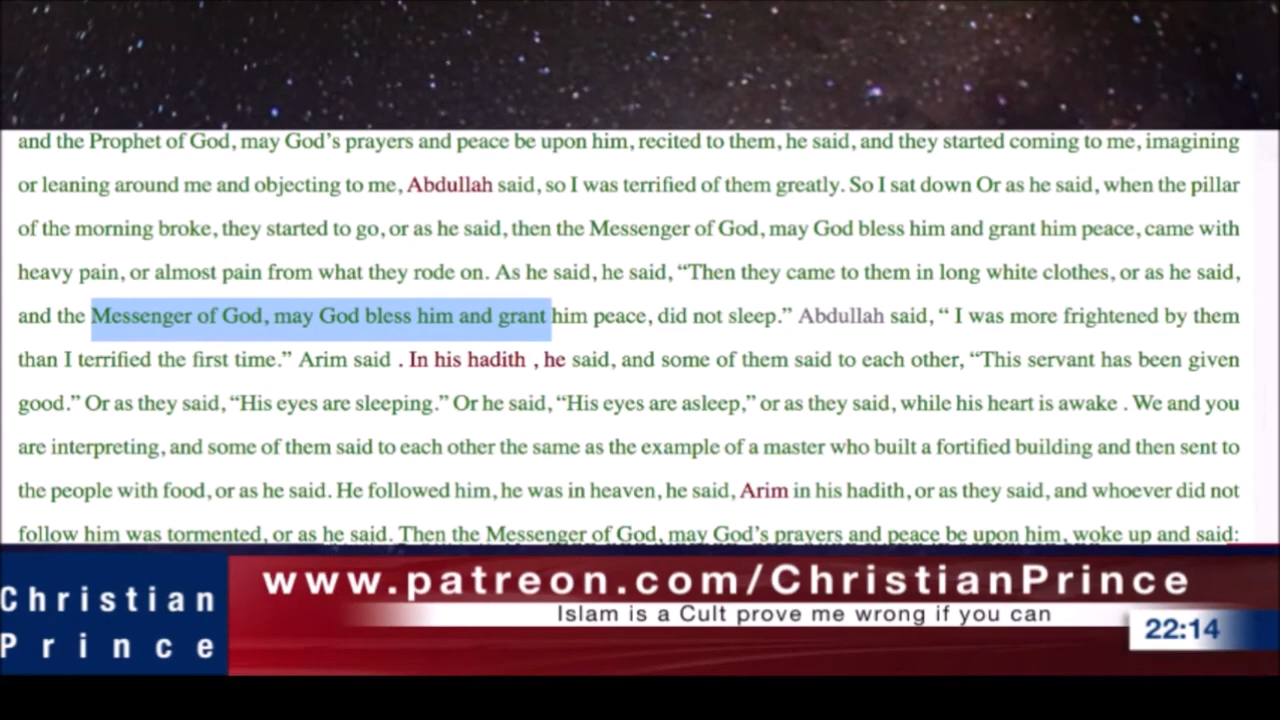 and the Prophet of God, may God’s prayers and peace be upon him, recited to them, he said, and they started coming to me, imagining
or leaning around me and objecting to me, Abdullah said, so I was terrified of them greatly. So I sat down Or as he said, when the pillar
of the morning broke, they started to go, or as he said, then the Messenger of God, may God bless him and grant him peace, came with
heavy pain, or almost pain from what they rode on. As he said, he said, “Then they came to them in long white clothes, or as he said,
and the Messenger of God, may God bless him and grant him peace, did not sleep.” Abdullah said, “ I was more frightened by them
than I terrified the first time.” Arim said . In his hadith , he said, and some of them said to each other, “This servant has been given
good.” Or as they said, “His eyes are sleeping.” Or he said, “His eyes are asleep,” or as they said, while his heart is awake . We and you
are interpreting, and some of them said to each other the same as the example of a master who built a fortified building and then sent to
the people with food, or as he said. He followed him, he was in heaven, he said, Arim in his hadith, or as they said, and whoever did not
follow him was tormented, or as he said. Then the Messenger of God, may God’s prayers and peace be upon him, woke up and said:
www.patreon.com/ChristianPrince
Christian
Prince
Islam is a Cult prove me wrong if you can
22:14